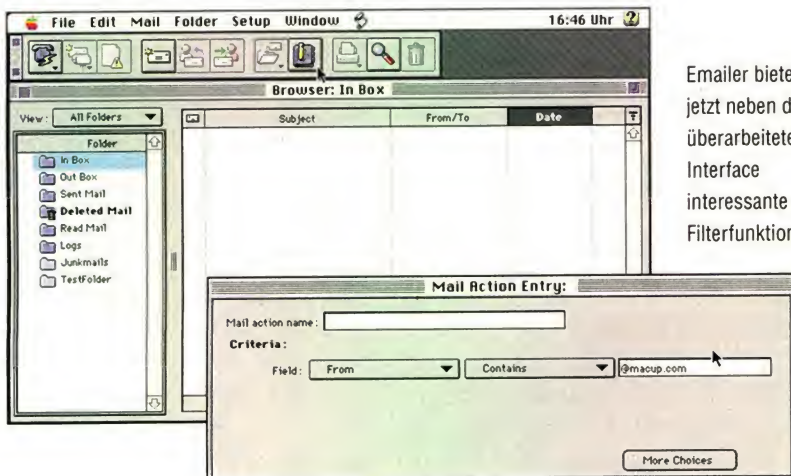 File Edit Mail Folder Setup Window 16:46 Uhr
Browser: In Box
View: All Folders
Folder
In Box
Out Box
Sent Mail
Deleted Mail
Read Mail
Logs
Junkmails
TestFolder
Subject From/To Date
Mail Action Entry:
Mail action name:
Criteria:
Field: From Contains @macup.com
More Choices
Emailer biete
jetzt neben d
überarbeitete
Interface
interessante
Filterfunktion